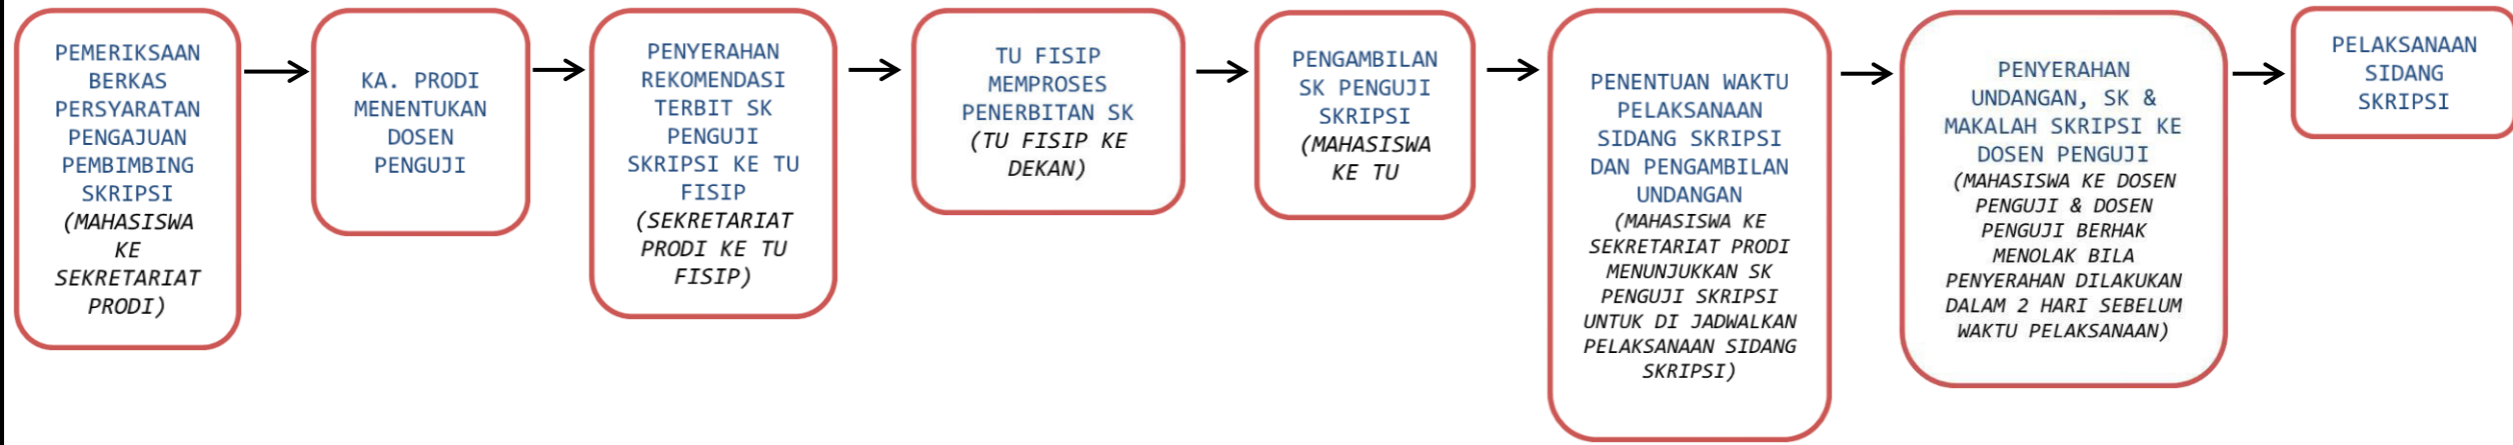 PEMERIKSAAN
BERKAS
PERSYARATAN
PENGAJUAN
PEMBIMBING
SKRIPSI
(MAHASISWA
KE
SEKRETARIAT
PRODI)
KA. PRODI
MENENTUKAN
DOSEN
PENGUJI
PENYERAHAN
REKOMENDASI
TERBIT SK
PENGUJI
SKRIPSI KE TU
FISIP
(SEKRETARIAT
PRODI KE TU
FISIP)
TU FISIP
MEMPROSES
PENERBITAN SK
(TU FISIP KE
DEKAN)
PENGAMBILAN
SK PENGUJI
SKRIPSI
(MAHASISWA
KE TU
PENENTUAN WAKTU
PELAKSANAAN
SIDANG SKRIPSI
DAN PENGAMBILAN
UNDANGAN
(MAHASISWA KE
SEKRETARIAT PRODI
MENUNJUKKAN SK
PENGUJI SKRIPSI
UNTUK DI JADWALKAN
PELAKSANAAN SIDANG
SKRIPSI)
PENYERAHAN
UNDANGAN, SK &
MAKALAH SKRIPSI KE
DOSEN PENGUJI
(MAHASISWA KE DOSEN
PENGUJI & DOSEN
PENGUJI BERHAK
MENOLAK BILA
PENYERAHAN DILAKUKAN
DALAM 2 HARI SEBELUM
WAKTU PELAKSANAAN)
PELAKSANAAN
SIDANG
SKRIPSI